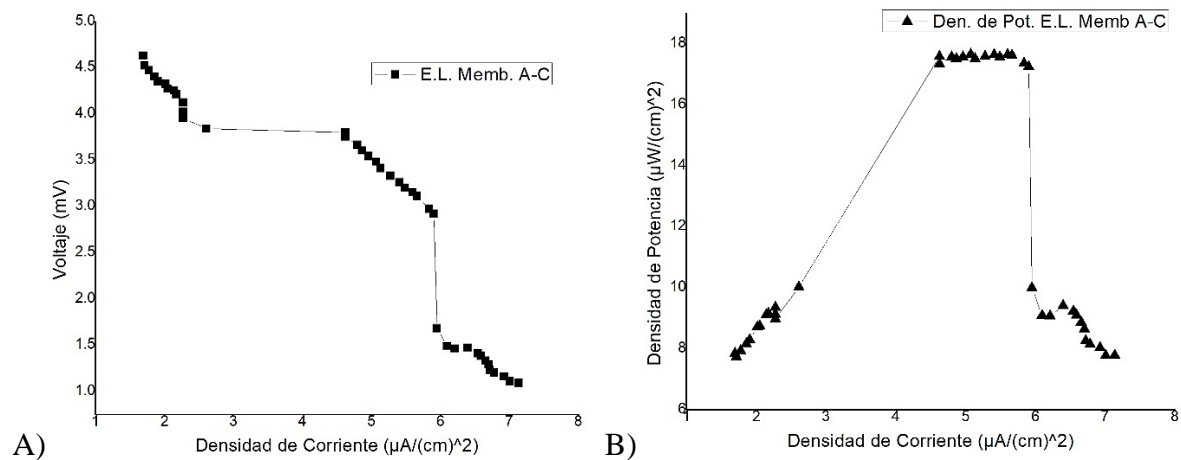 E.L. Memb. A-C
5.0
4.5
4.0
3.5
3.0
2.5
2.0
1.5
1.0
Voltaje (mV)
1 2 3 4 5 6 7 8
Densidad de Corriente (µA/(cm)^2)
A)
Den. de Pot. E.L. Memb A-C
18
16
14
12
10
8
6
Densidad de Potencia (µW/(cm)^2)
2 3 4 5 6 7 8
Densidad de Corriente (µA/(cm)^2)
B)